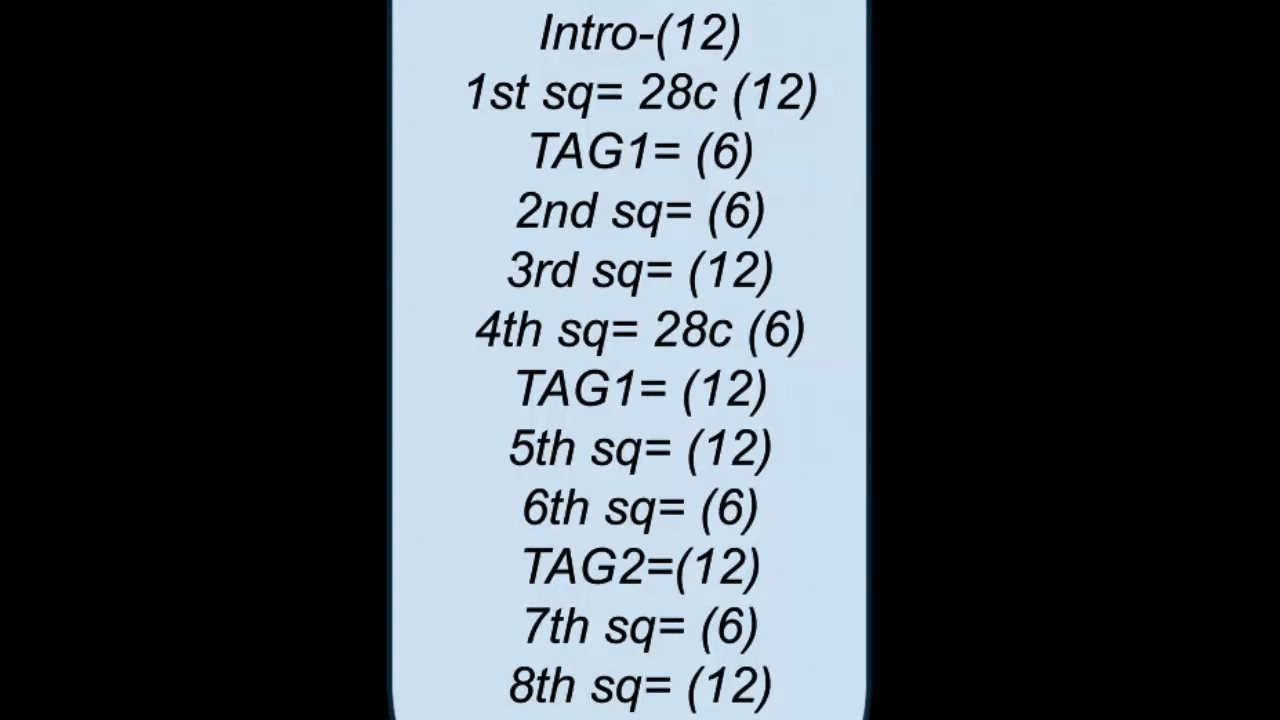 Intro-(12)
1st sq= 28c (12)
TAG1= (6)
2nd sq= (6)
3rd sq= (12)
4th sq= 28c (6)
TAG1= (12)
5th sq= (12)
6th sq= (6)
TAG2=(12)
7th sq= (6)
8th sq= (12)